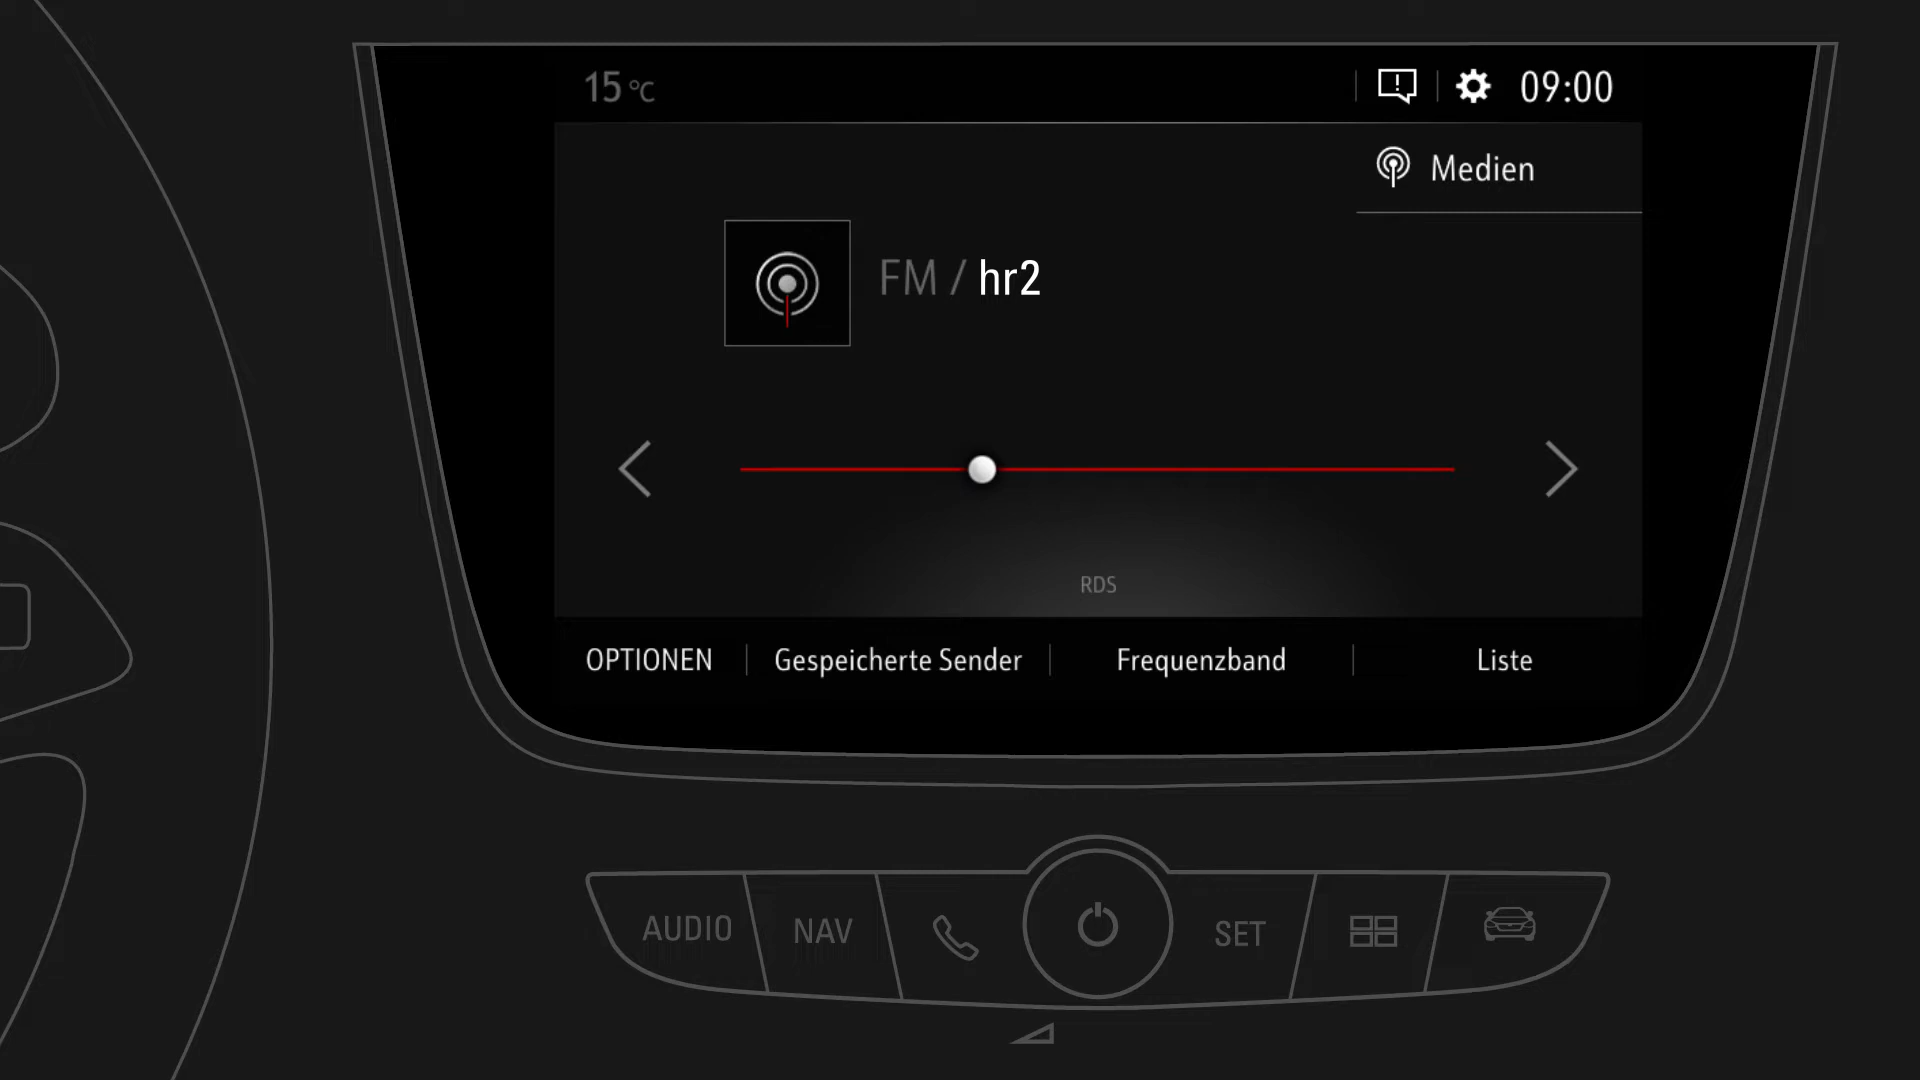 15 °C
09:00
Medien
FM / hr2
RDS
OPTIONEN
Gespeicherte Sender
Frequenzband
Liste
AUDIO
NAV
SET